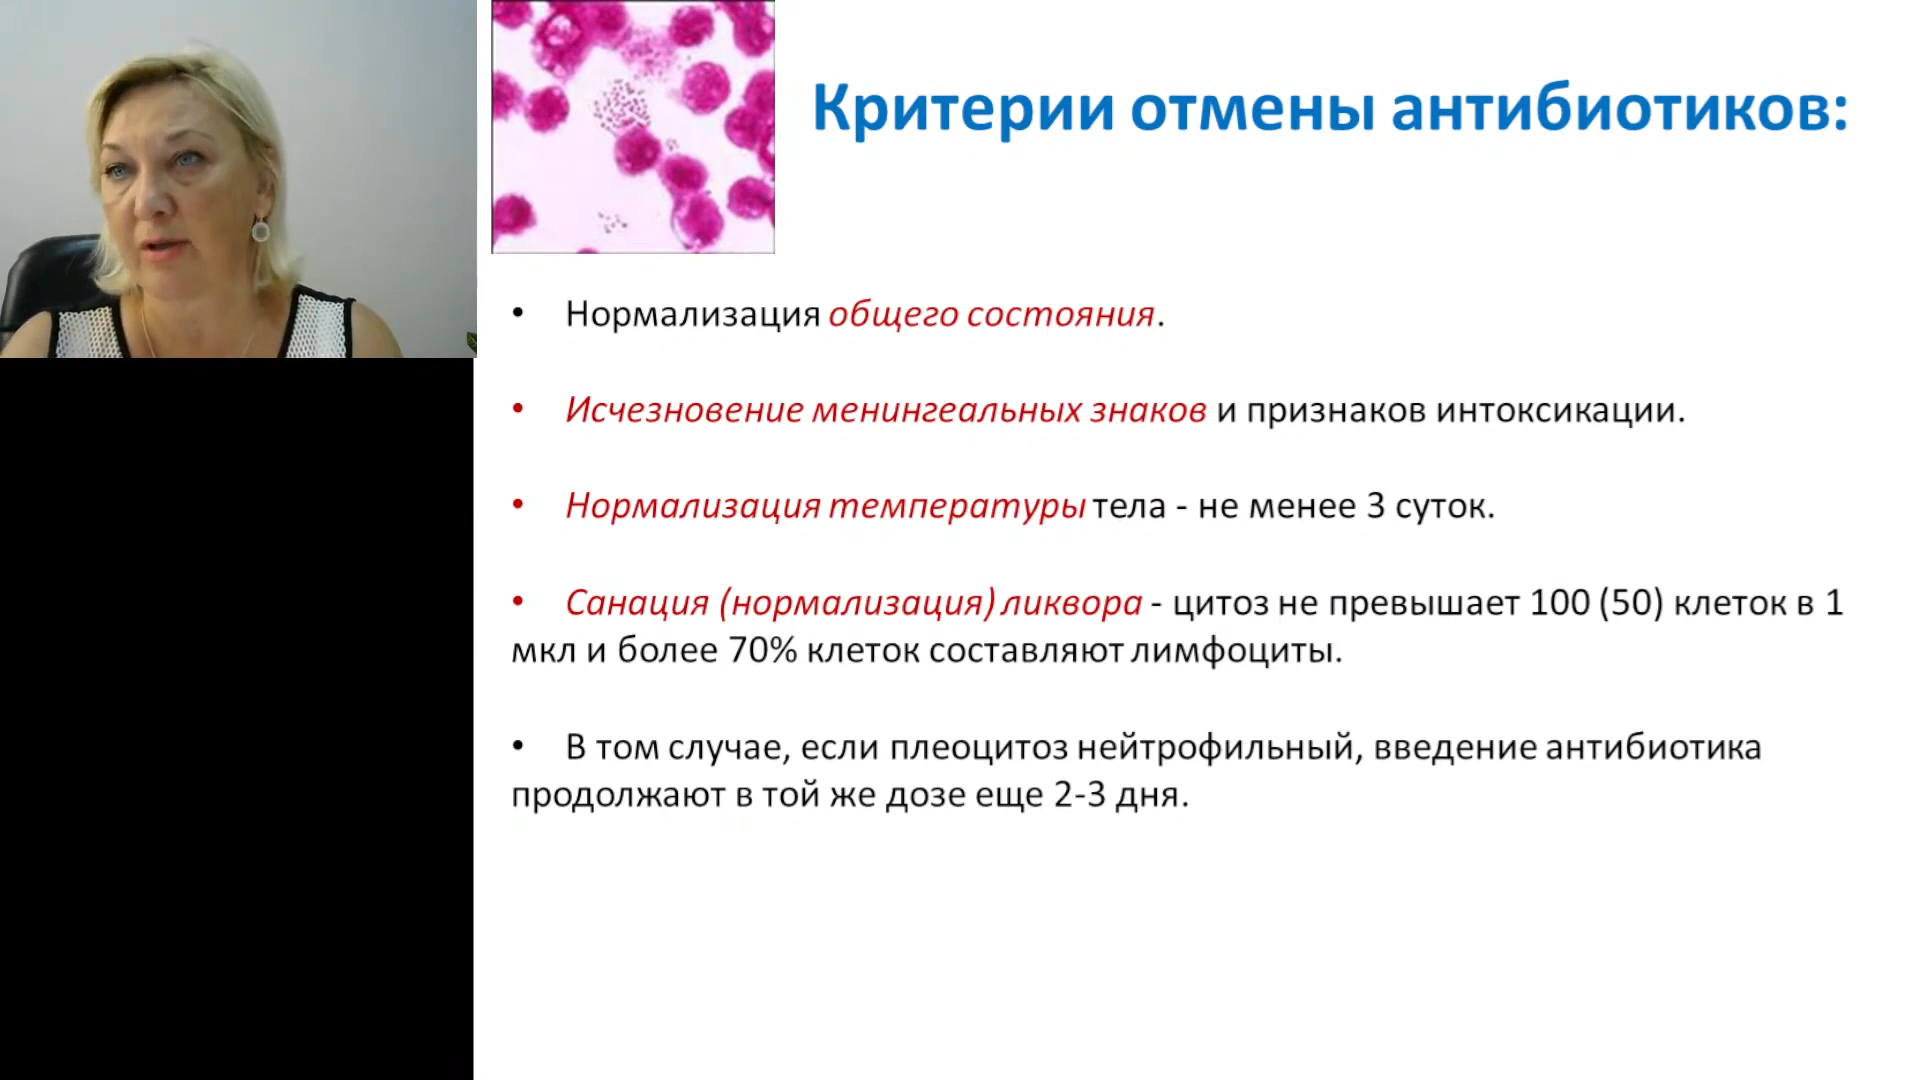 Критерии отмены антибиотиков:
• Нормализация общего состояния.
• Исчезновение менингеальных знаков и признаков интоксикации.
• Нормализация температуры тела - не менее 3 суток.
• Санация (нормализация) ликвора - цитоз не превышает 100 (50) клеток в 1
мкл и более 70% клеток составляют лимфоциты.
• В том случае, если плеоцитоз нейтрофильный, введение антибиотика
продолжают в той же дозе еще 2-3 дня.